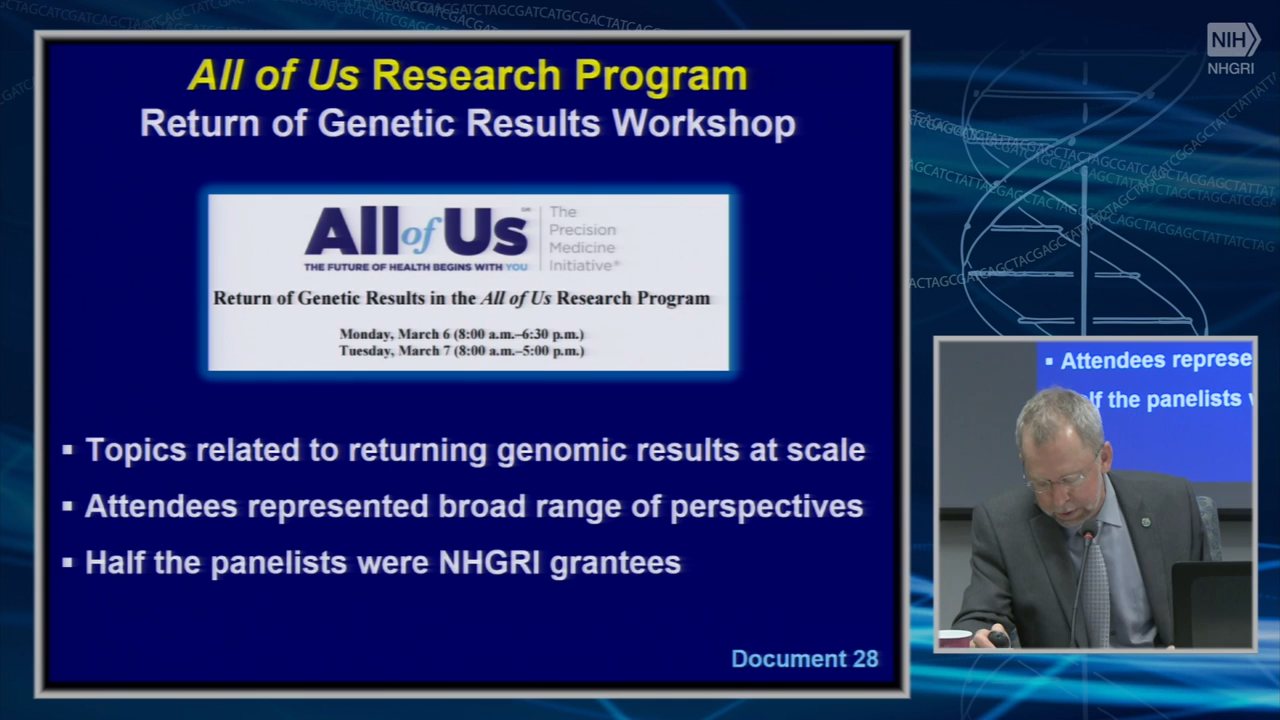 All of Us Research Program
Return of Genetic Results Workshop
All of Us
SM
THE FUTURE OF HEALTH BEGINS WITH YOU
The
Precision
Medicine
Initiative®
Return of Genetic Results in the All of Us Research Program
Monday, March 6 (8:00 a.m.–6:30 p.m.)
Tuesday, March 7 (8:00 a.m.–5:00 p.m.)
▪ Topics related to returning genomic results at scale
▪ Attendees represented broad range of perspectives
▪ Half the panelists were NHGRI grantees
Document 28
NIH
NHGRI
▪ Attendees represe
lf the panelists